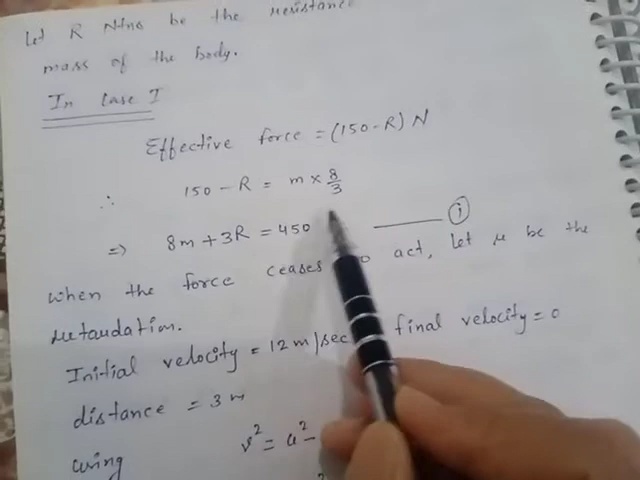 Let R Ntns be the resistance
mass of the body.
In Case I
Effective force = (150-R) N
∴ 150 - R = m × 8/3
⇒ 8m + 3R = 450 ——— (i)
when the force ceases to act, let μ be the
retardation.
Initial velocity = 12 m/sec final velocity = 0
distance = 3 m
using v² = u² -